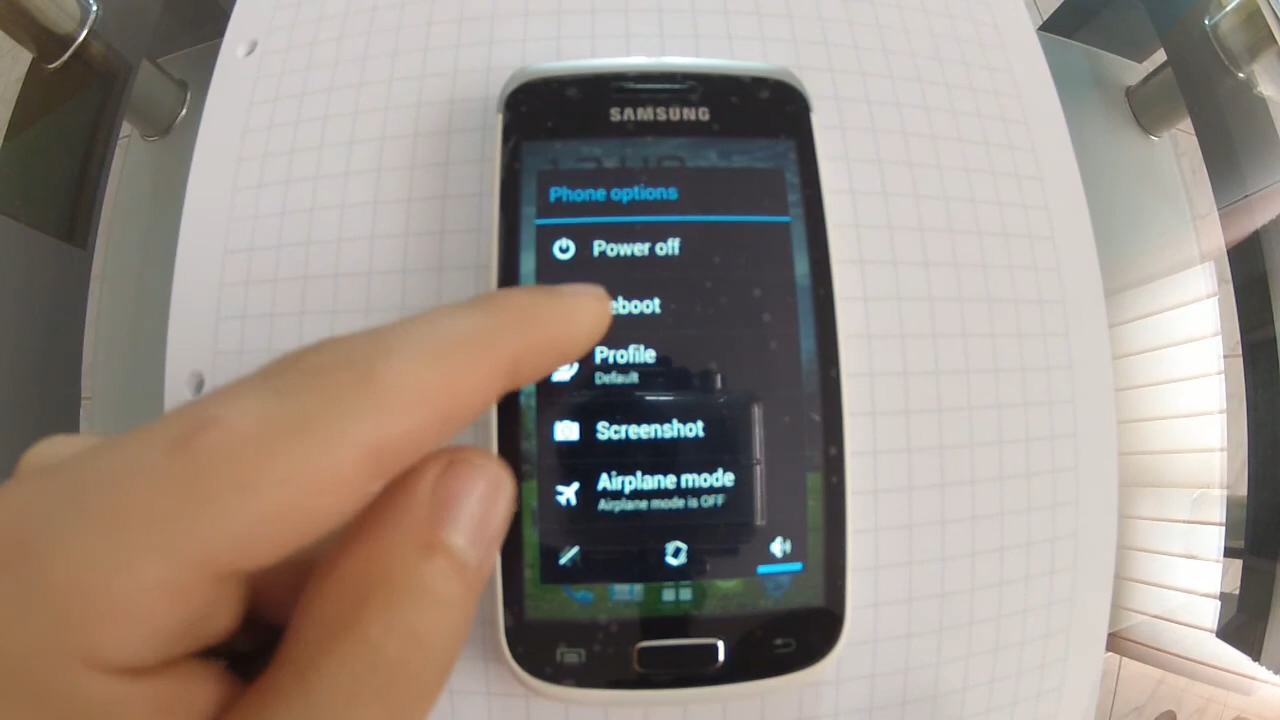 SAMSUNG
Phone options
Power off
eboot
Profile
Default
Screenshot
Airplane mode
Airplane mode is OFF